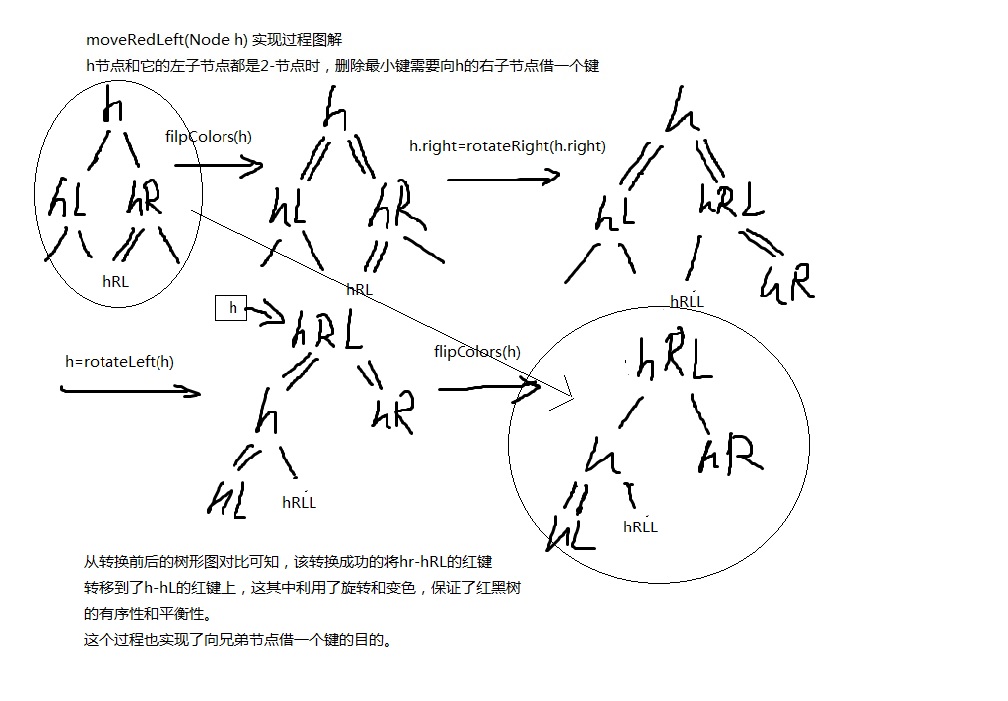 moveRedLeft(Node h) 实现过程图解
h节点和它的左子节点都是2-节点时，删除最小键需要向h的右子节点借一个键
h
hL hR
hRL
filpColors(h)
h
hL hR
hRL
h.right=rotateRight(h.right)
h
hL hRL
hRLL hR
h=rotateLeft(h)
h
hRL
h hR
hL hRLL
flipColors(h)
hRL
h hR
hL hRLL
从转换前后的树形图对比可知，该转换成功的将hr-hRL的红键
转移到了h-hL的红键上，这其中利用了旋转和变色，保证了红黑树
的有序性和平衡性。
这个过程也实现了向兄弟节点借一个键的目的。